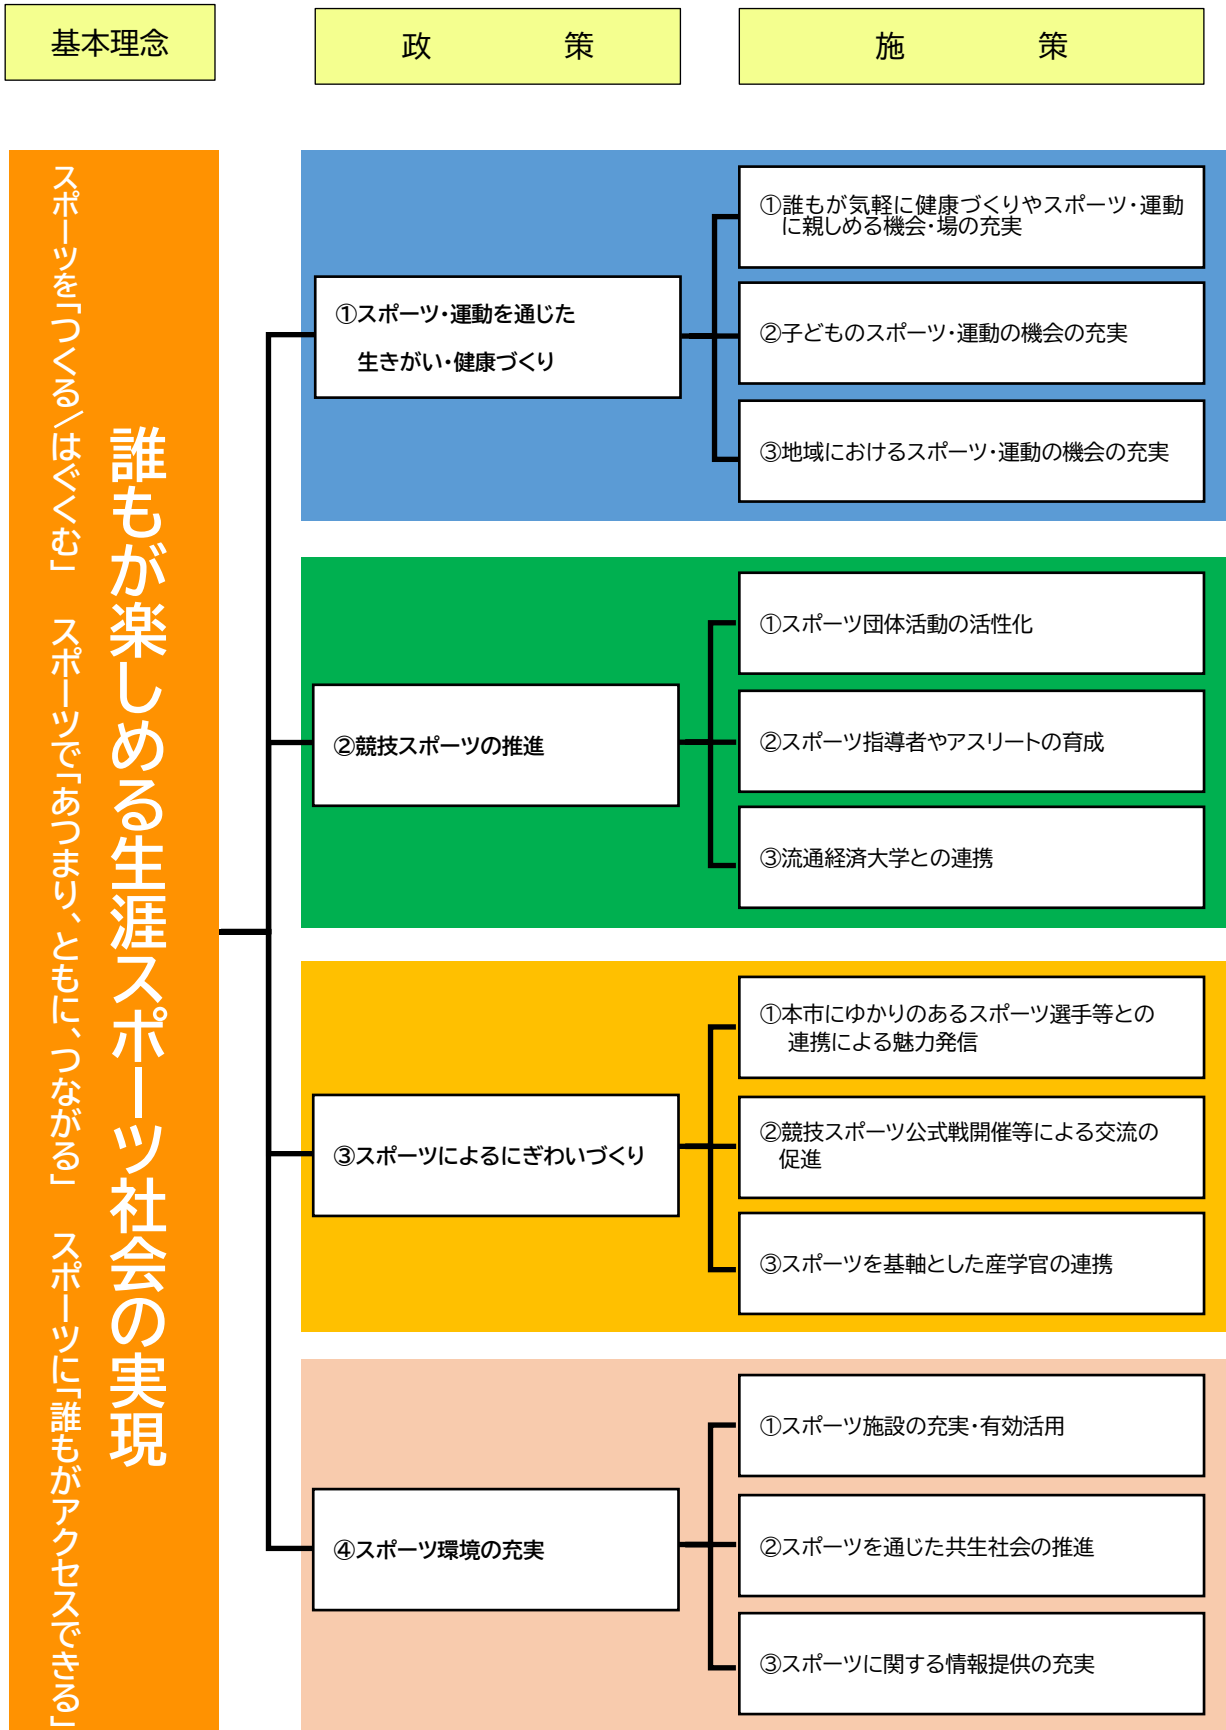 基本理念
政 策
施 策
誰もが楽しめる生涯スポーツ社会の実現
スポーツを「つくる/はぐくむ」 スポーツで「あつまり、ともに、つながる」 スポーツに「誰もがアクセスできる」
①スポーツ・運動を通じた
生きがい・健康づくり
①誰もが気軽に健康づくりやスポーツ・運動
に親しめる機会・場の充実
②子どものスポーツ・運動の機会の充実
③地域におけるスポーツ・運動の機会の充実
②競技スポーツの推進
①スポーツ団体活動の活性化
②スポーツ指導者やアスリートの育成
③流通経済大学との連携
③スポーツによるにぎわいづくり
①本市にゆかりのあるスポーツ選手等との
連携による魅力発信
②競技スポーツ公式戦開催等による交流の
促進
③スポーツを基軸とした産学官の連携
④スポーツ環境の充実
①スポーツ施設の充実・有効活用
②スポーツを通じた共生社会の推進
③スポーツに関する情報提供の充実